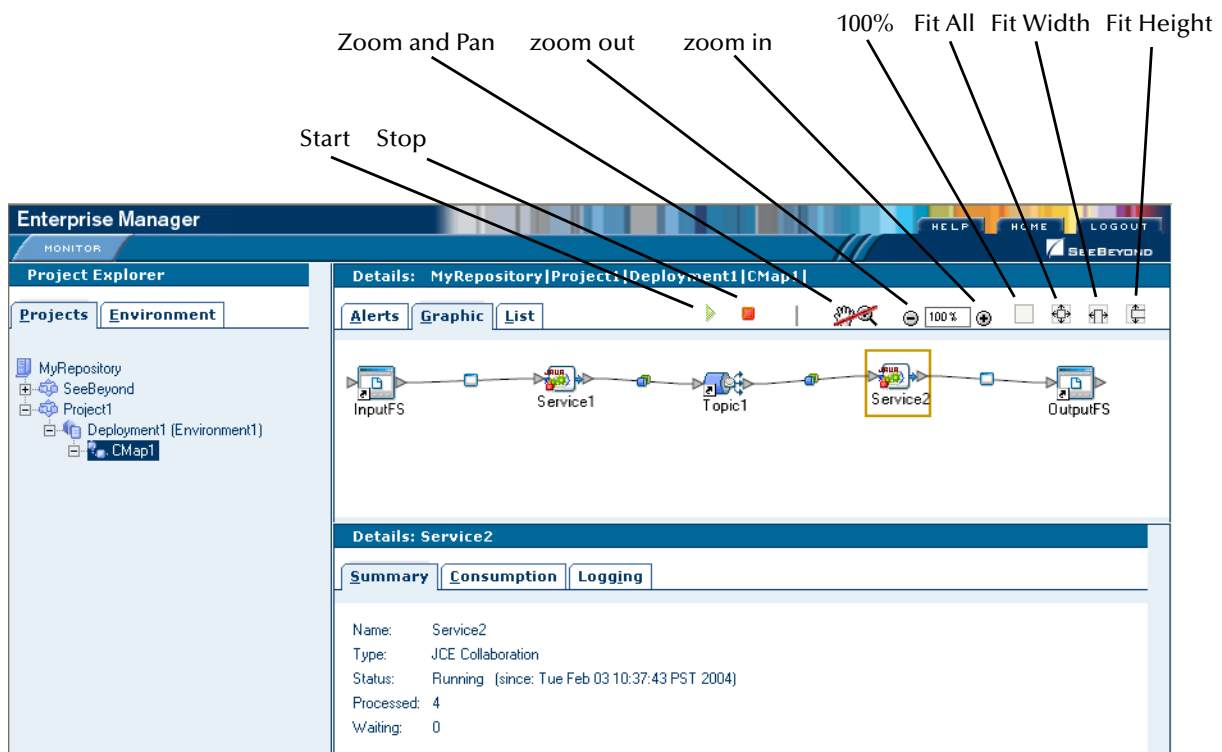 100% Fit All Fit Width Fit Height
Zoom and Pan zoom out zoom in
Start Stop
Enterprise Manager
HELP HOME LOGOUT
MONITOR
SEEBEYOND
Project Explorer
Details: MyRepository|Project1|Deployment1|CMap1|
Projects Environment
Alerts Graphic List
100%
MyRepository
SeeBeyond
Project1
Deployment1 (Environment1)
CMap1
JAVA JAVA
InputFS Service1 Topic1 Service2 OutputFS
Details: Service2
Summary Consumption Logging
Name: Service2
Type: JCE Collaboration
Status: Running (since: Tue Feb 03 10:37:43 PST 2004)
Processed: 4
Waiting: 0